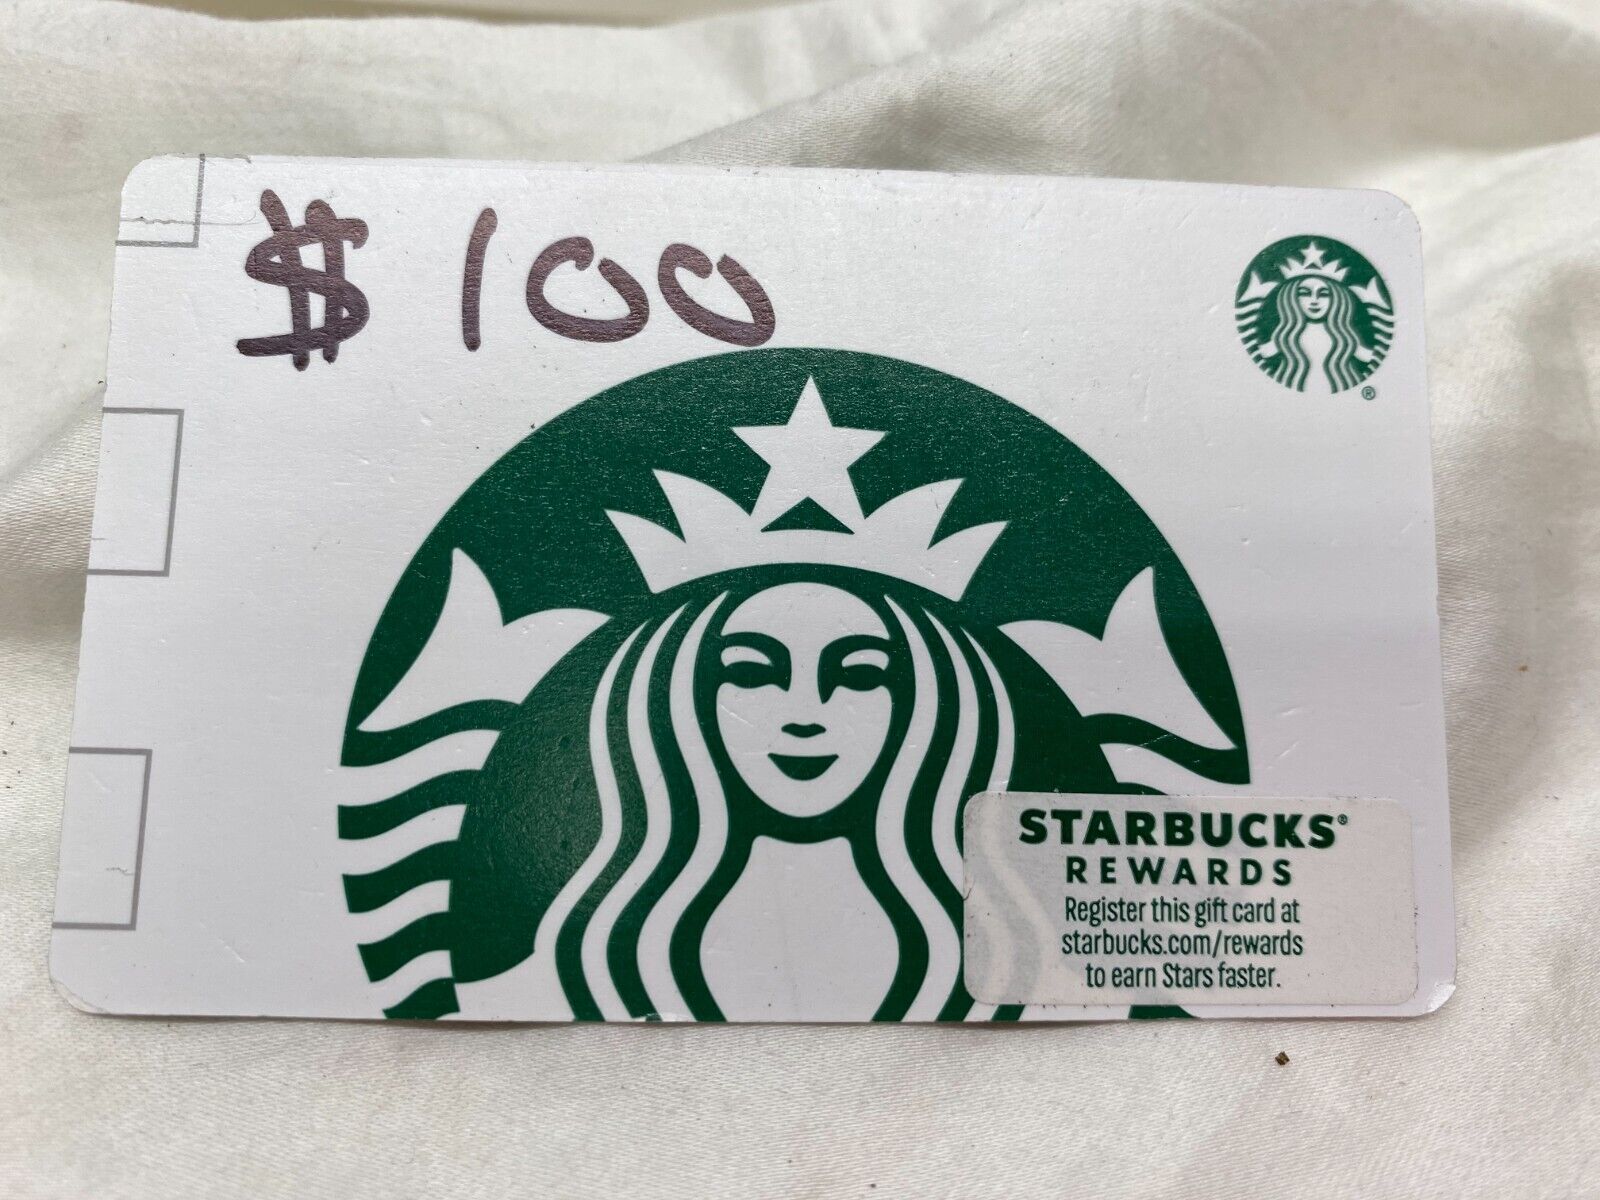 $ 100
®
STARBUCKS®
REWARDS
Register this gift card at
starbucks.com/rewards
to earn Stars faster.